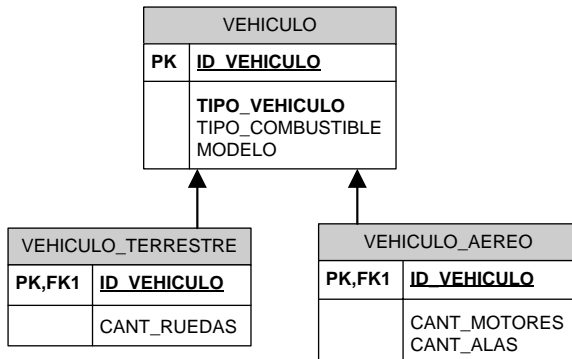 VEHICULO
PK ID_VEHICULO
TIPO_VEHICULO
TIPO_COMBUSTIBLE
MODELO
VEHICULO_TERRESTRE
PK,FK1 ID_VEHICULO
CANT_RUEDAS
VEHICULO_AEREO
PK,FK1 ID_VEHICULO
CANT_MOTORES
CANT_ALAS